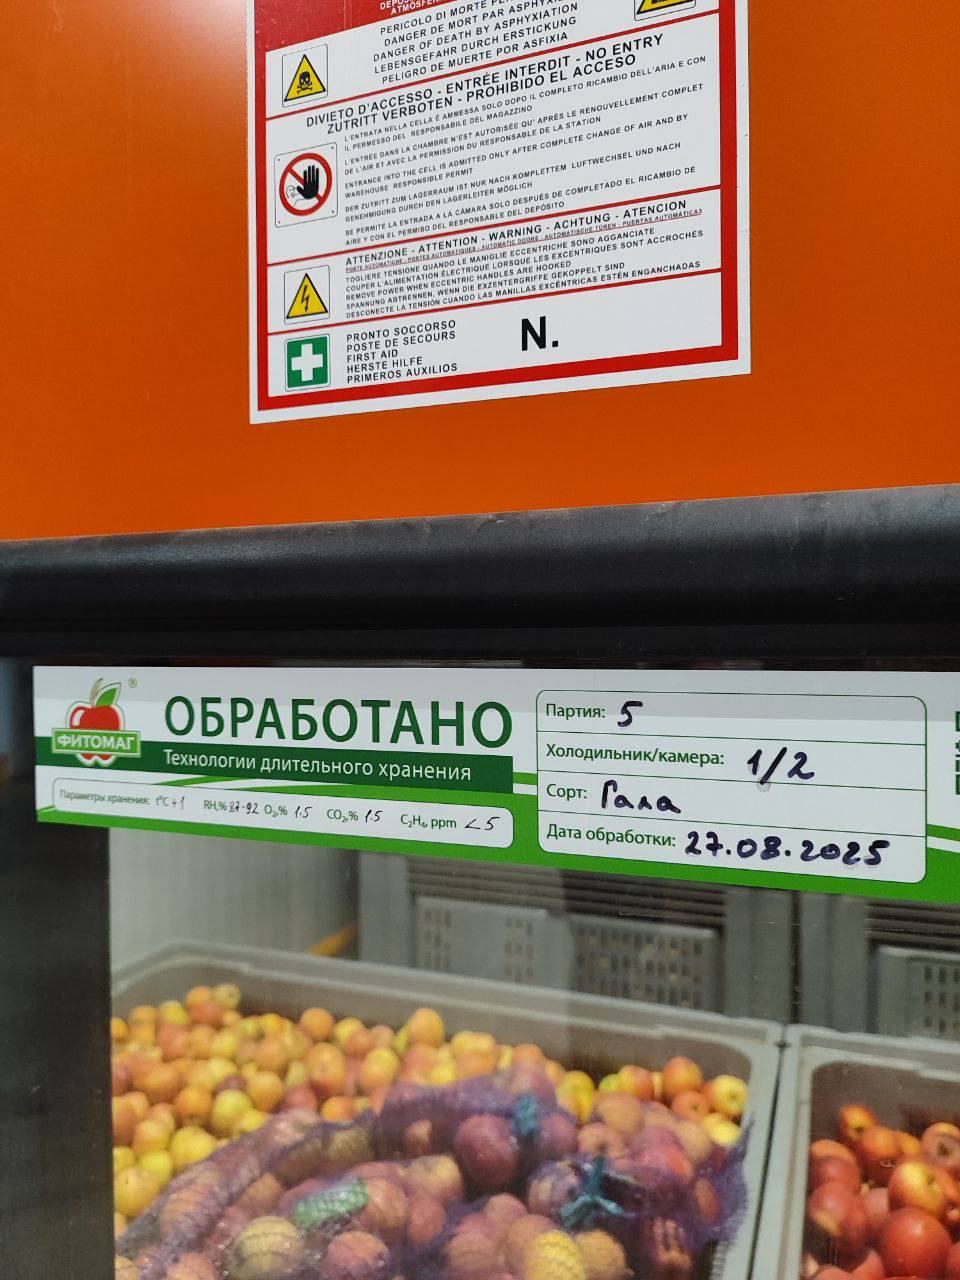 PERICOLO DI MORTE PE
DANGER DE MORT PAR ASPHYXIE
DANGER OF DEATH BY ASPHYXIATION
LEBENSGEFAHR DURCH ERSTICKUNG
PELIGRO DE MUERTE POR ASFIXIA
DIVIETO D'ACCESSO - ENTRÉE INTERDIT - NO ENTRY
ZUTRITT VERBOTEN - PROHIBIDO EL ACCESO
L'ENTRATA NELLA CELLA È AMMESSA SOLO DOPO IL COMPLETO RICAMBIO DELL'ARIA E CON
IL PERMESSO DEL RESPONSABILE DEL MAGAZZINO
L'ENTRÉE DANS LA CHAMBRE N'EST AUTORISÉE QU' APRÈS LE RENOUVELLEMENT COMPLET
DE L'AIR ET AVEC LA PERMISSION DU RESPONSABLE DE LA STATION
ENTRANCE INTO THE CELL IS ADMITTED ONLY AFTER COMPLETE CHANGE OF AIR AND BY
WAREHOUSE RESPONSIBLE PERMIT
DER ZUTRITT ZUM LAGERRAUM IST NUR NACH KOMPLETTEM LUFTWECHSEL UND NACH
GENEHMIGUNG DURCH DEN LAGERLEITER MÖGLICH
SE PERMITE LA ENTRADA A LA CÁMARA SOLO DESPUÉS DE COMPLETADO EL RICAMBIO DE
AIRE Y CON EL PERMISO DEL RESPONSABLE DEL DEPÓSITO
ATTENZIONE - ATTENTION - WARNING - ACHTUNG - ATENCION
PORTE AUTOMATICHE - PORTES AUTOMATIQUES - AUTOMATIC DOORS - AUTOMATISCHE TÜREN - PUERTAS AUTOMÁTICAS
TOGLIERE TENSIONE QUANDO LE MANIGLIE ECCENTRICHE SONO AGGANCIATE
COUPER L'ALIMENTATION ÉLECTRIQUE LORSQUE LES EXCENTRIQUES SONT ACCROCHÉS
REMOVE POWER WHEN ECCENTRIC HANDLES ARE HOOKED
SPANNUNG ABTRENNEN, WENN DIE EXZENTERGRIFFE GEKOPPELT SIND
DESCONECTE LA TENSIÓN CUANDO LAS MANILLAS EXCÉNTRICAS ESTÉN ENGANCHADAS
PRONTO SOCCORSO
POSTE DE SECOURS
FIRST AID
HERSTE HILFE
PRIMEROS AUXILIOS
N.
ФИТОМАГ ®
ОБРАБОТАНО
Технологии длительного хранения
Параметры хранения: t°C +1 RH,% 87-92 O₂,% 1.5 CO₂,% 1.5 C₂H₄, ppm <5
Партия: 5
Холодильник/камера: 1/2
Сорт: Гала
Дата обработки: 27.08.2025